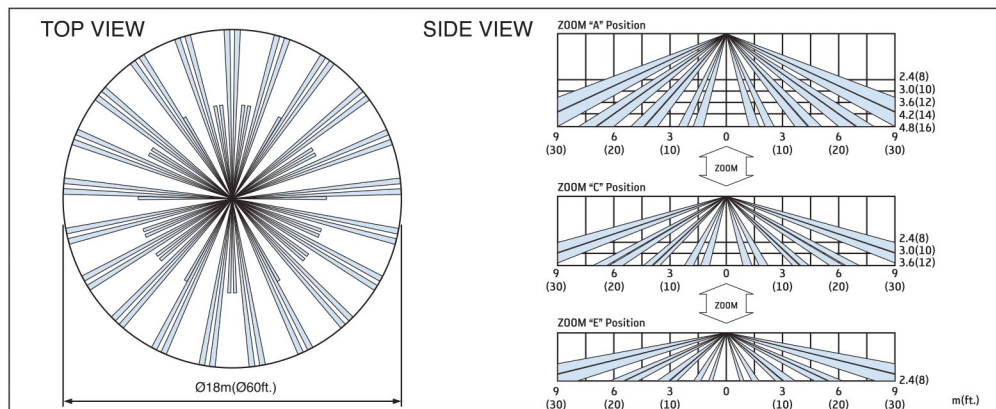 TOP VIEW
Ø18m(Ø60ft.)
SIDE VIEW
ZOOM "A" Position
2.4(8)
3.0(10)
3.6(12)
4.2(14)
4.8(16)
9 6 3 0 3 6 9
(30) (20) (10) (10) (20) (30)
ZOOM
ZOOM "C" Position
2.4(8)
3.0(10)
3.6(12)
9 6 3 0 3 6 9
(30) (20) (10) (10) (20) (30)
ZOOM
ZOOM "E" Position
2.4(8)
9 6 3 0 3 6 9 m(ft.)
(30) (20) (10) (10) (20) (30)